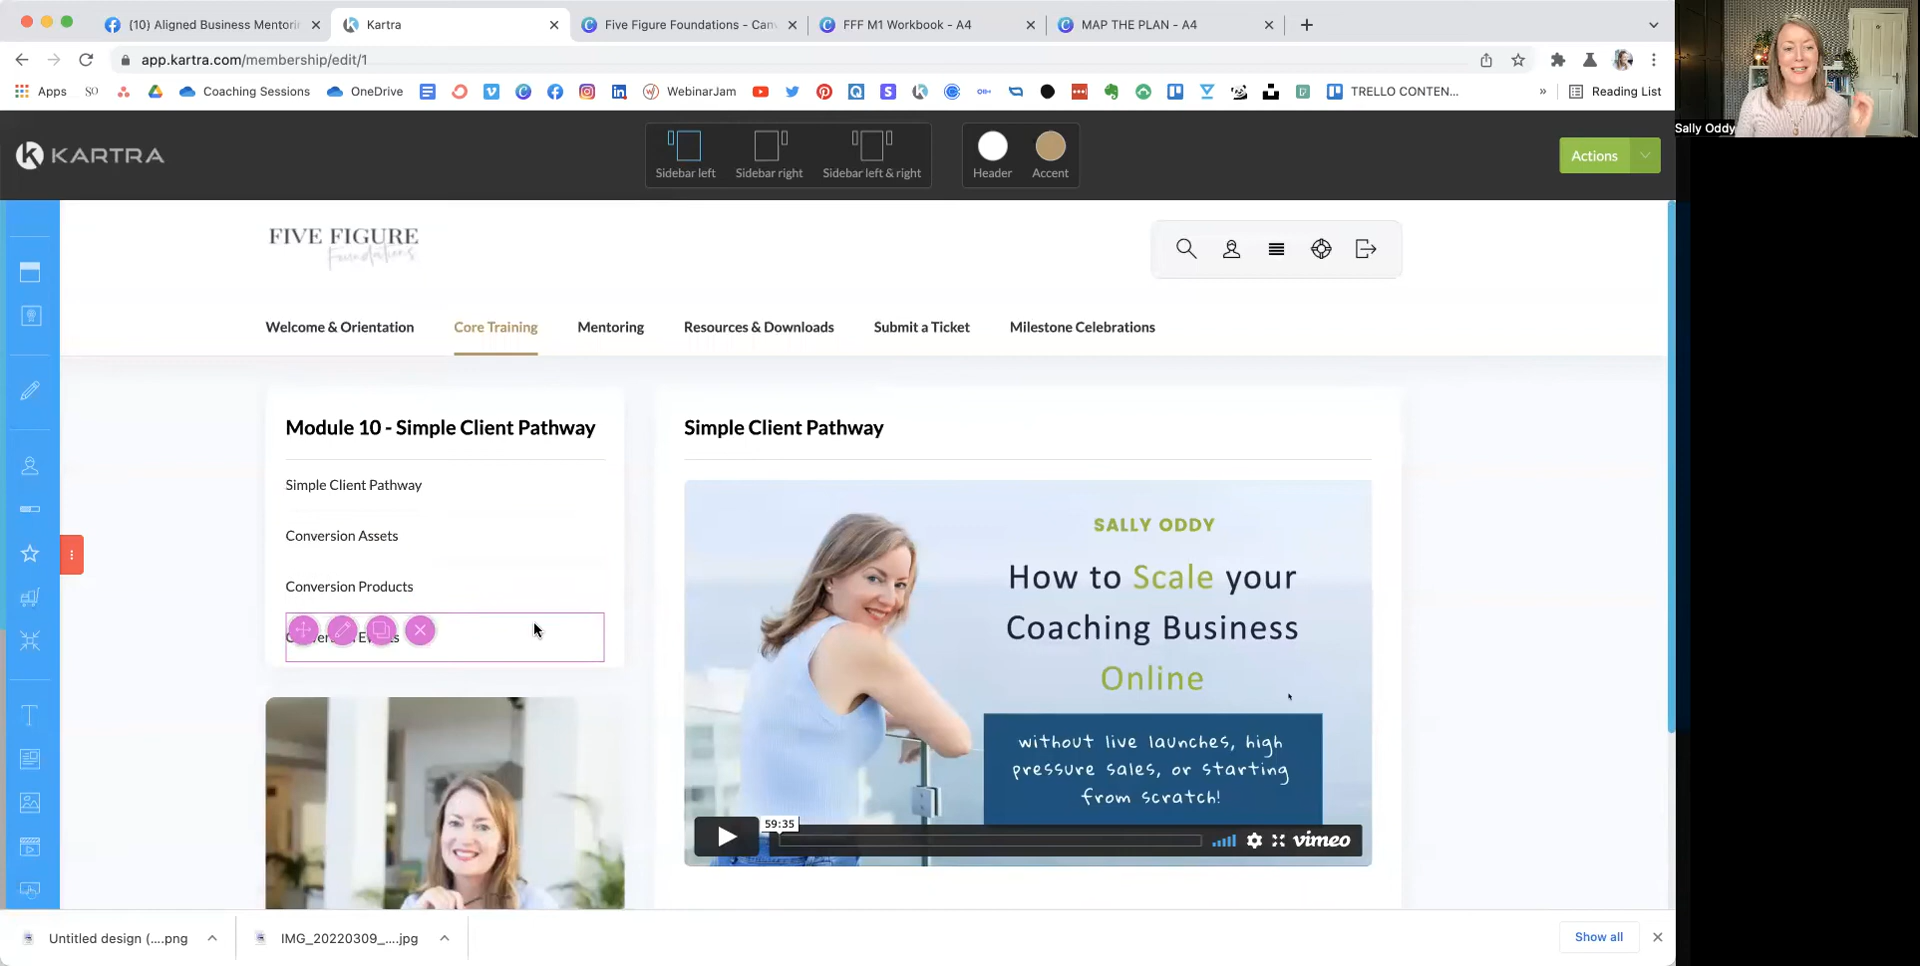 (10) Aligned Business Mentorin
Kartra
Five Figure Foundations - Can
FFF M1 Workbook - A4
MAP THE PLAN - A4
app.kartra.com/membership/edit/1
Apps
Coaching Sessions
OneDrive
WebinarJam
TRELLO CONTEN...
»
Reading List
Sally Oddy
KARTRA
Sidebar left
Sidebar right
Sidebar left & right
Header
Accent
Actions
FIVE FIGURE
Foundations
Welcome & Orientation
Core Training
Mentoring
Resources & Downloads
Submit a Ticket
Milestone Celebrations
Module 10 - Simple Client Pathway
Simple Client Pathway
Conversion Assets
Conversion Products
Simple Client Pathway
SALLY ODDY
How to Scale your
Coaching Business
Online
without live launches, high
pressure sales, or starting
from scratch!
59:35
vimeo
Untitled design (....png
IMG_20220309_....jpg
Show all